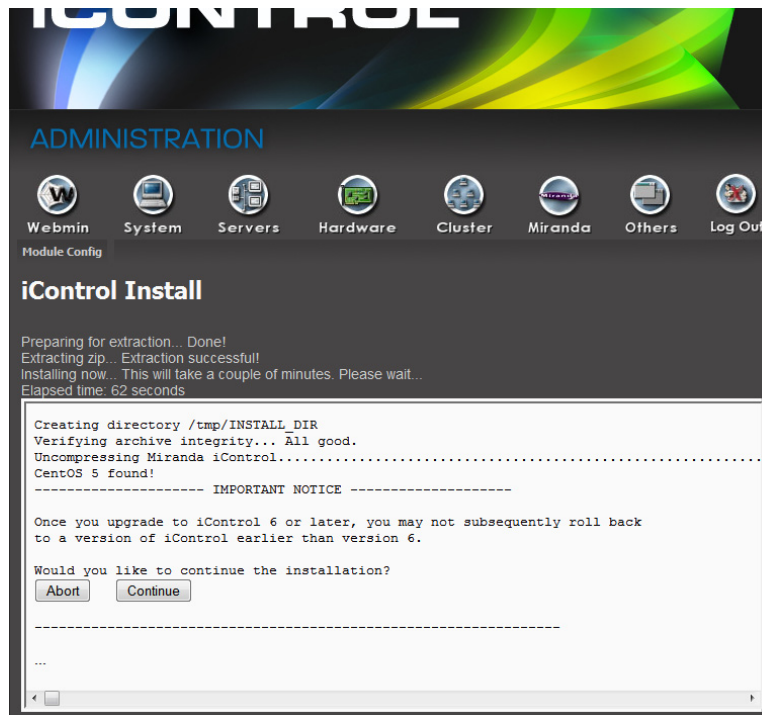 iCONTROL
ADMINISTRATION
Webmin System Servers Hardware Cluster Miranda Others Log Out
Module Config
iControl Install
Preparing for extraction... Done!
Extracting zip... Extraction successful!
Installing now... This will take a couple of minutes. Please wait...
Elapsed time: 62 seconds
Creating directory /tmp/INSTALL_DIR
Verifying archive integrity... All good.
Uncompressing Miranda iControl............................................................
CentOS 5 found!
--------------------- IMPORTANT NOTICE --------------------
Once you upgrade to iControl 6 or later, you may not subsequently roll back
to a version of iControl earlier than version 6.
Would you like to continue the installation?
Abort Continue
-----------------------------------------------------------------
...